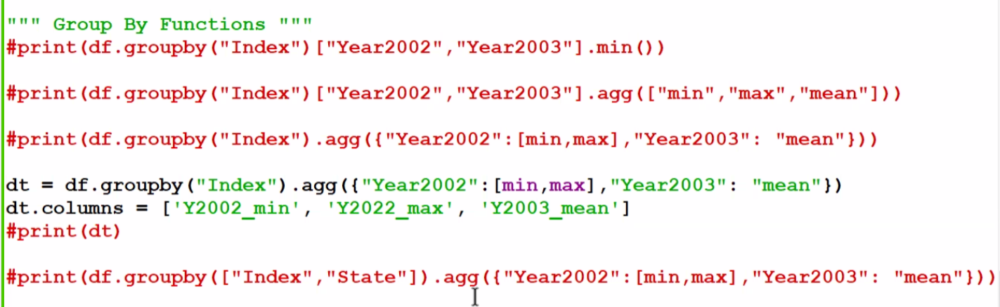 """ Group By Functions """
#print(df.groupby("Index")["Year2002","Year2003"].min())
#print(df.groupby("Index")["Year2002","Year2003"].agg(["min","max","mean"]))
#print(df.groupby("Index").agg({"Year2002":[min,max],"Year2003": "mean"}))
dt = df.groupby("Index").agg({"Year2002":[min,max],"Year2003": "mean"})
dt.columns = ['Y2002_min', 'Y2022_max', 'Y2003_mean']
#print(dt)
#print(df.groupby(["Index","State"]).agg({"Year2002":[min,max],"Year2003": "mean"}))